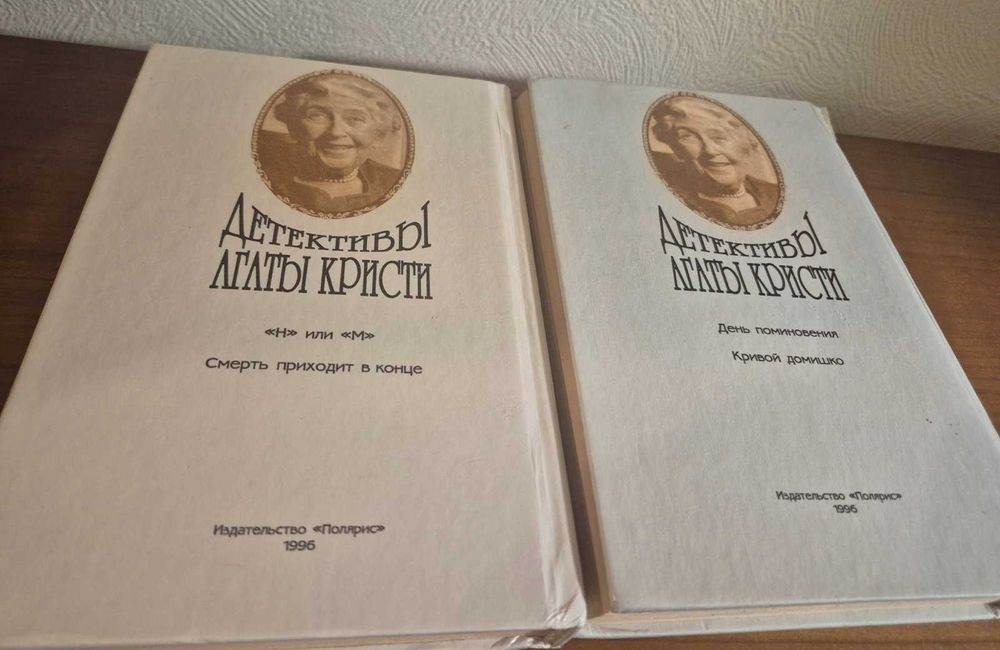 Детективы
Агаты Кристи
«Н» или «М»
Смерть приходит в конце
Издательство «Полярис»
1996
Детективы
Агаты Кристи
День поминовения
Кривой домишко
Издательство «Полярис»
1996